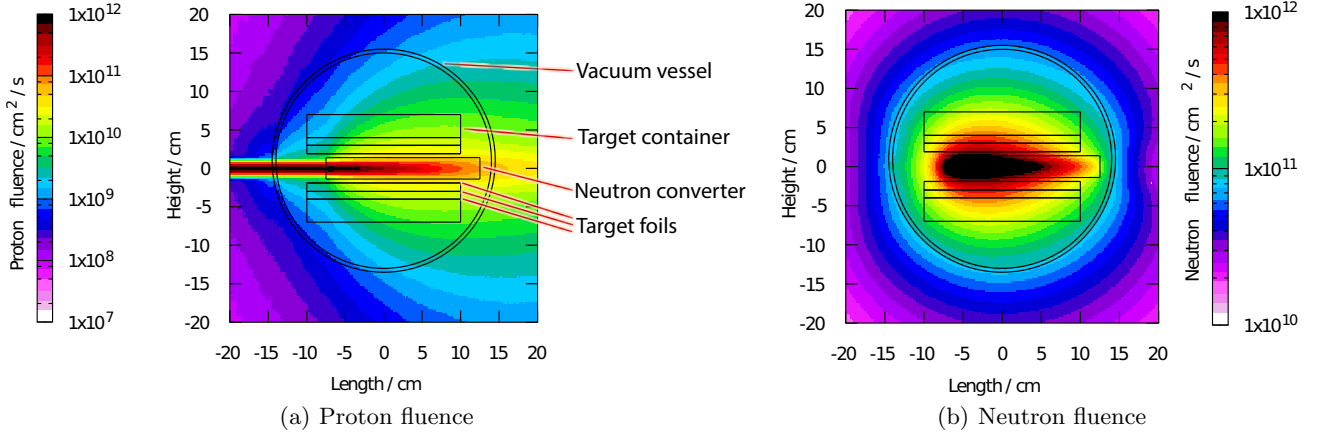 Proton fluence/ cm 2 / s
1x10^12
1x10^11
1x10^10
1x10^9
1x10^8
1x10^7
Height / cm
20
15
10
5
0
-5
-10
-15
-20
-20 -15 -10 -5 0 5 10 15 20
Length / cm
Vacuum vessel
Target container
Neutron converter
Target foils
(a) Proton fluence
Height / cm
20
15
10
5
0
-5
-10
-15
-20
-20 -15 -10 -5 0 5 10 15 20
Length / cm
Neutron fluence/ cm 2 / s
1x10^12
1x10^11
1x10^10
(b) Neutron fluence